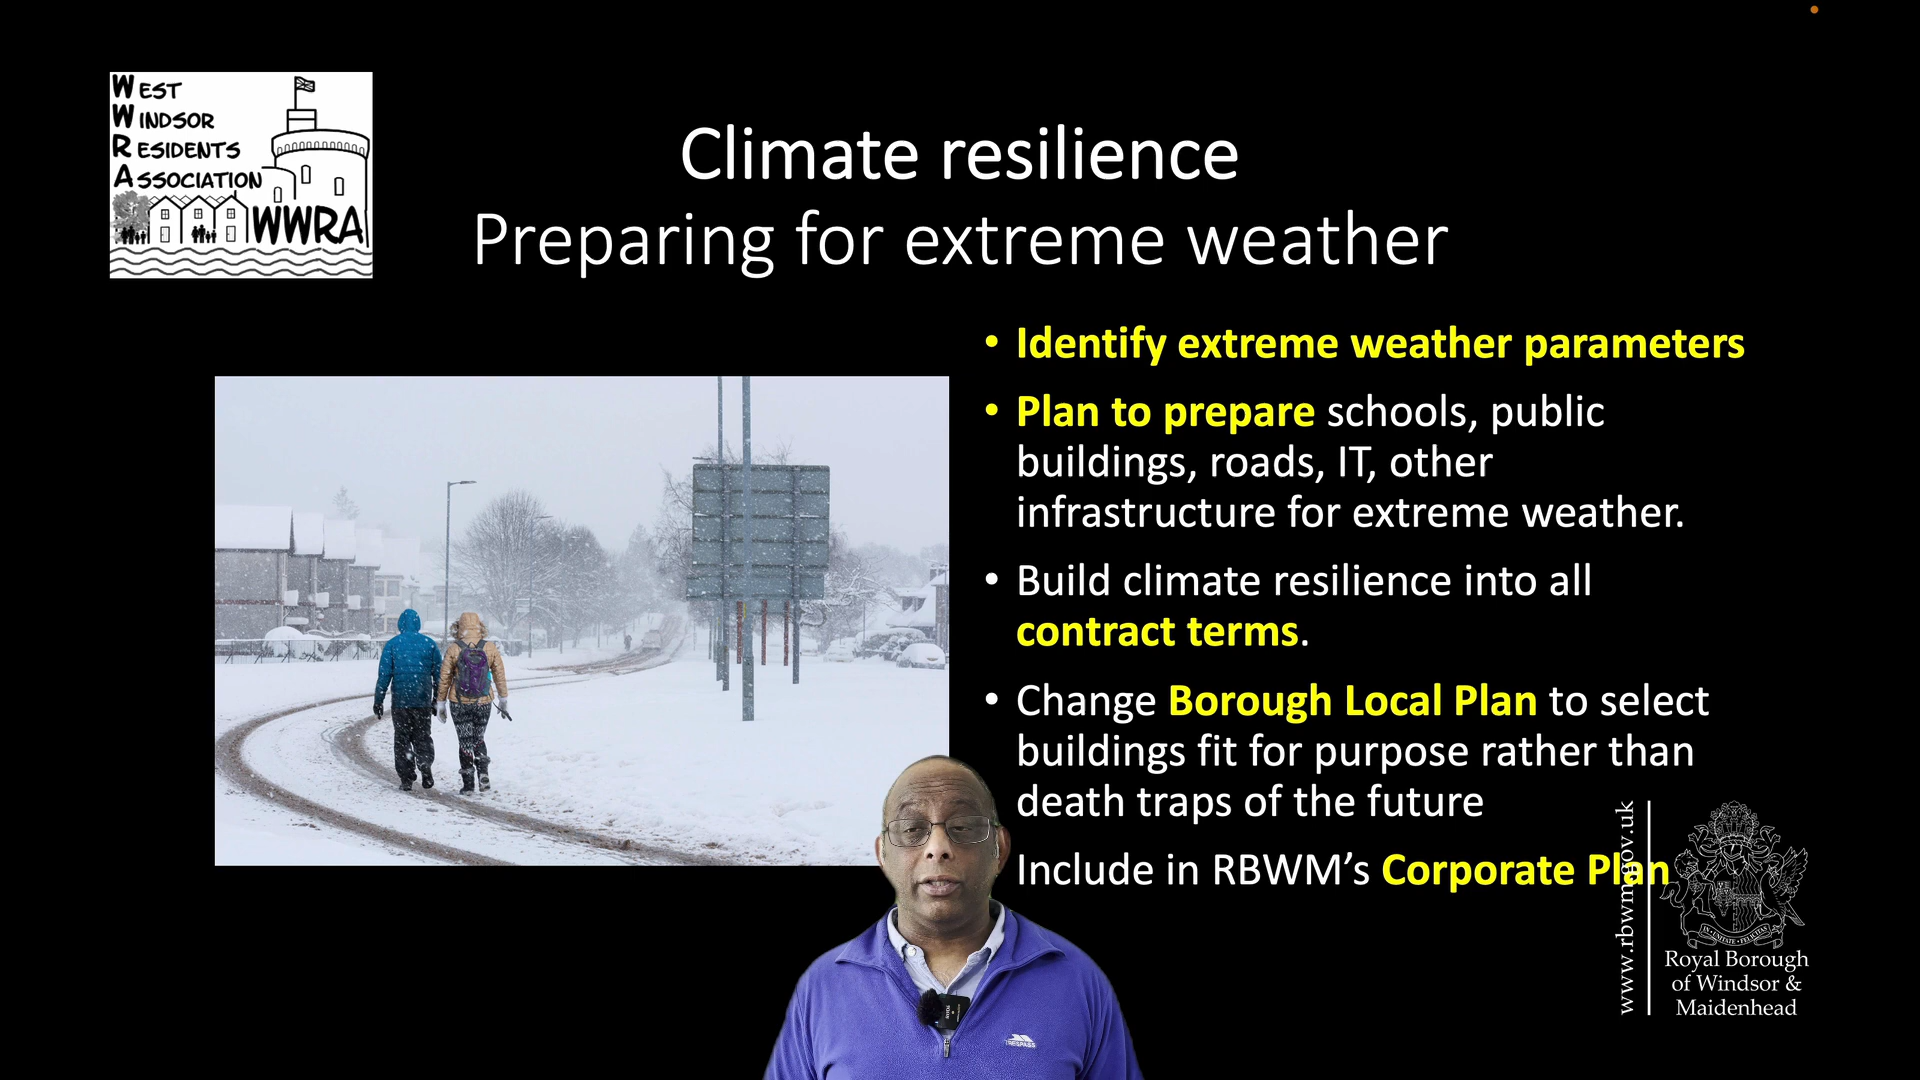 WEST
WINDSOR
RESIDENTS
ASSOCIATION
WWRA
Climate resilience
Preparing for extreme weather
• Identify extreme weather parameters
• Plan to prepare schools, public
buildings, roads, IT, other
infrastructure for extreme weather.
• Build climate resilience into all
contract terms.
• Change Borough Local Plan to select
buildings fit for purpose rather than
death traps of the future
Include in RBWM’s Corporate Plan
www.rbwm.gov.uk
Royal Borough
of Windsor &
Maidenhead
TRESPASS